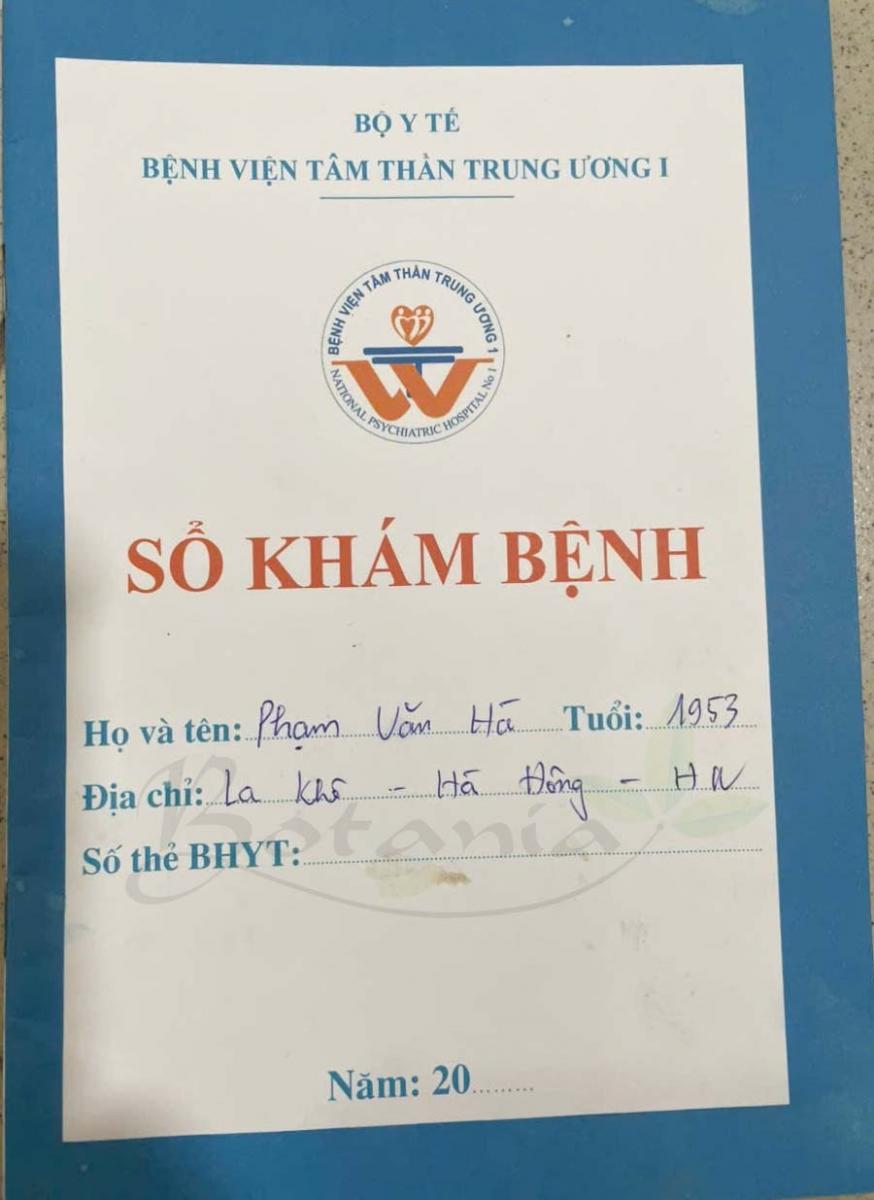 BỘ Y TẾ
BỆNH VIỆN TÂM THẦN TRUNG ƯƠNG I
BỆNH VIỆN TÂM THẦN TRUNG ƯƠNG 1
NATIONAL PSYCHIATRIC HOSPITAL No 1
SỔ KHÁM BỆNH
Họ và tên: Phạm Văn Hà Tuổi: 1953
Địa chỉ: La Khê - Hà Đông - HN
Botania
Số thẻ BHYT:
Năm: 20